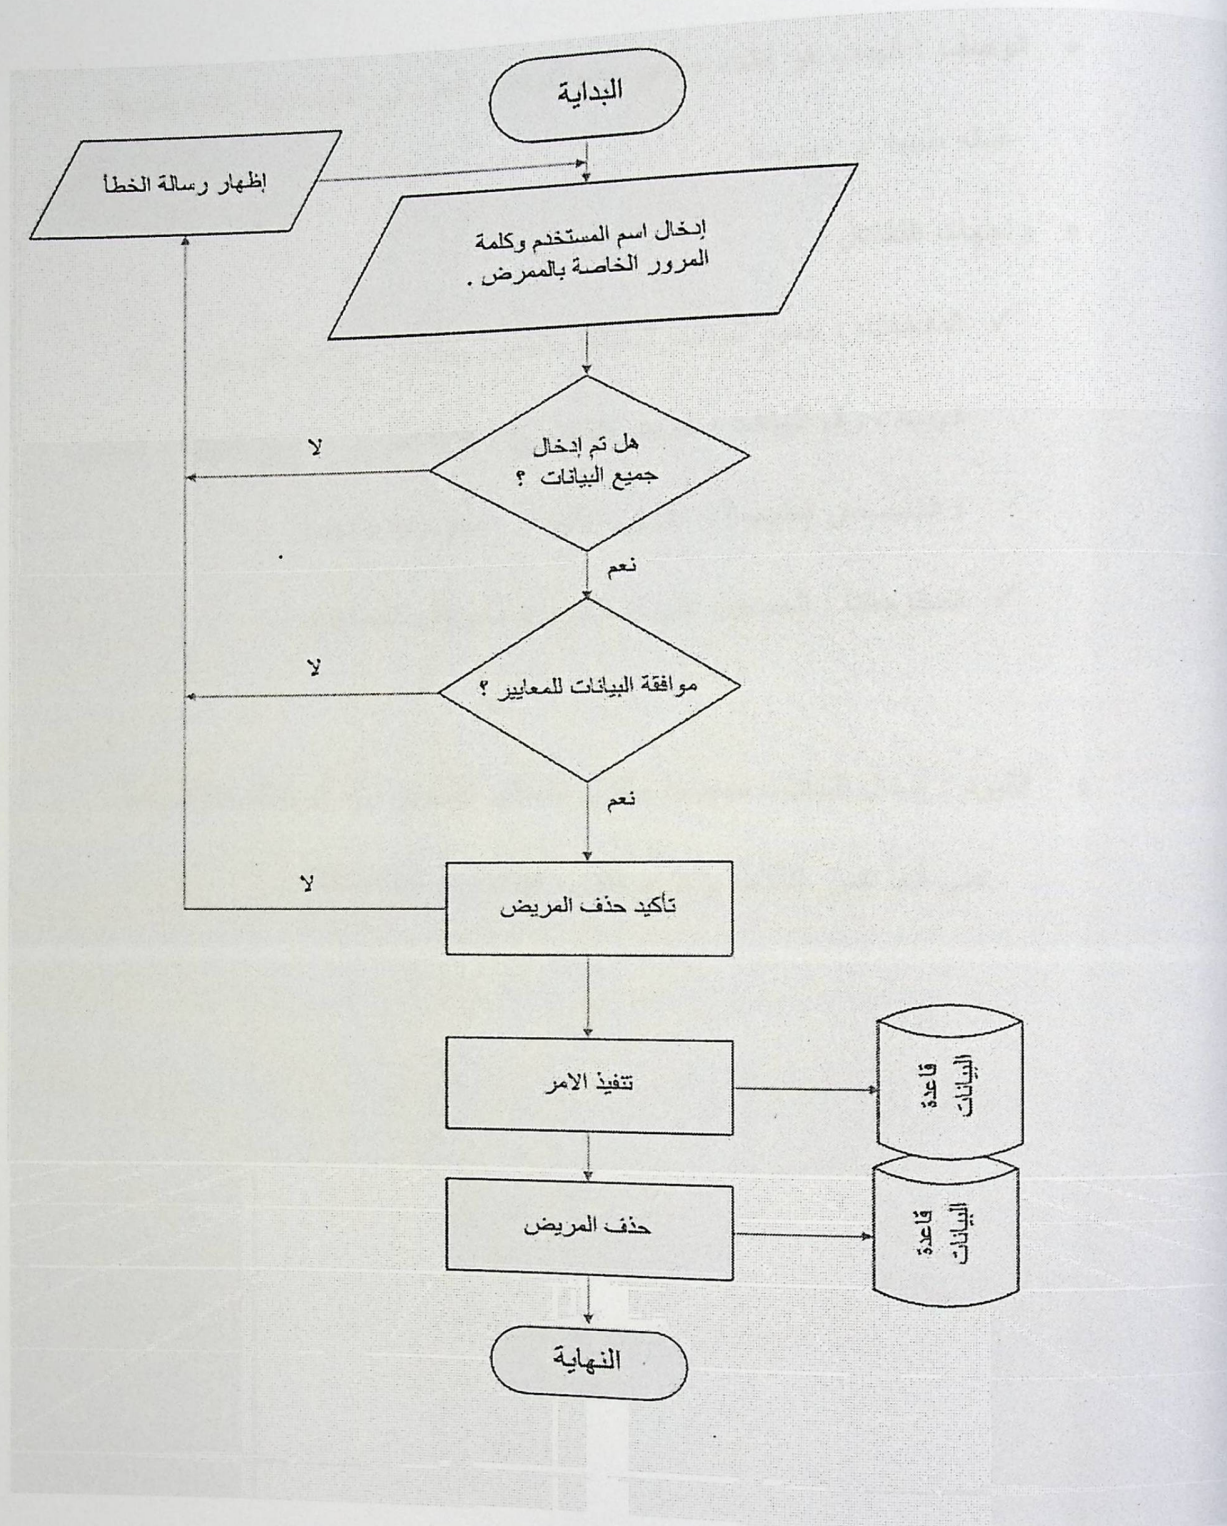 البداية
إظهار رسالة الخطأ
إدخال اسم المستخدم وكلمة
المرور الخاصة بالممرض .
هل تم إدخال
جميع البيانات ؟
لا
نعم
موافقة البيانات للمعايير ؟
لا
نعم
تأكيد حذف المريض
لا
تنفيذ الامر
قاعدة
البيانات
حذف المريض
قاعدة
البيانات
النهاية